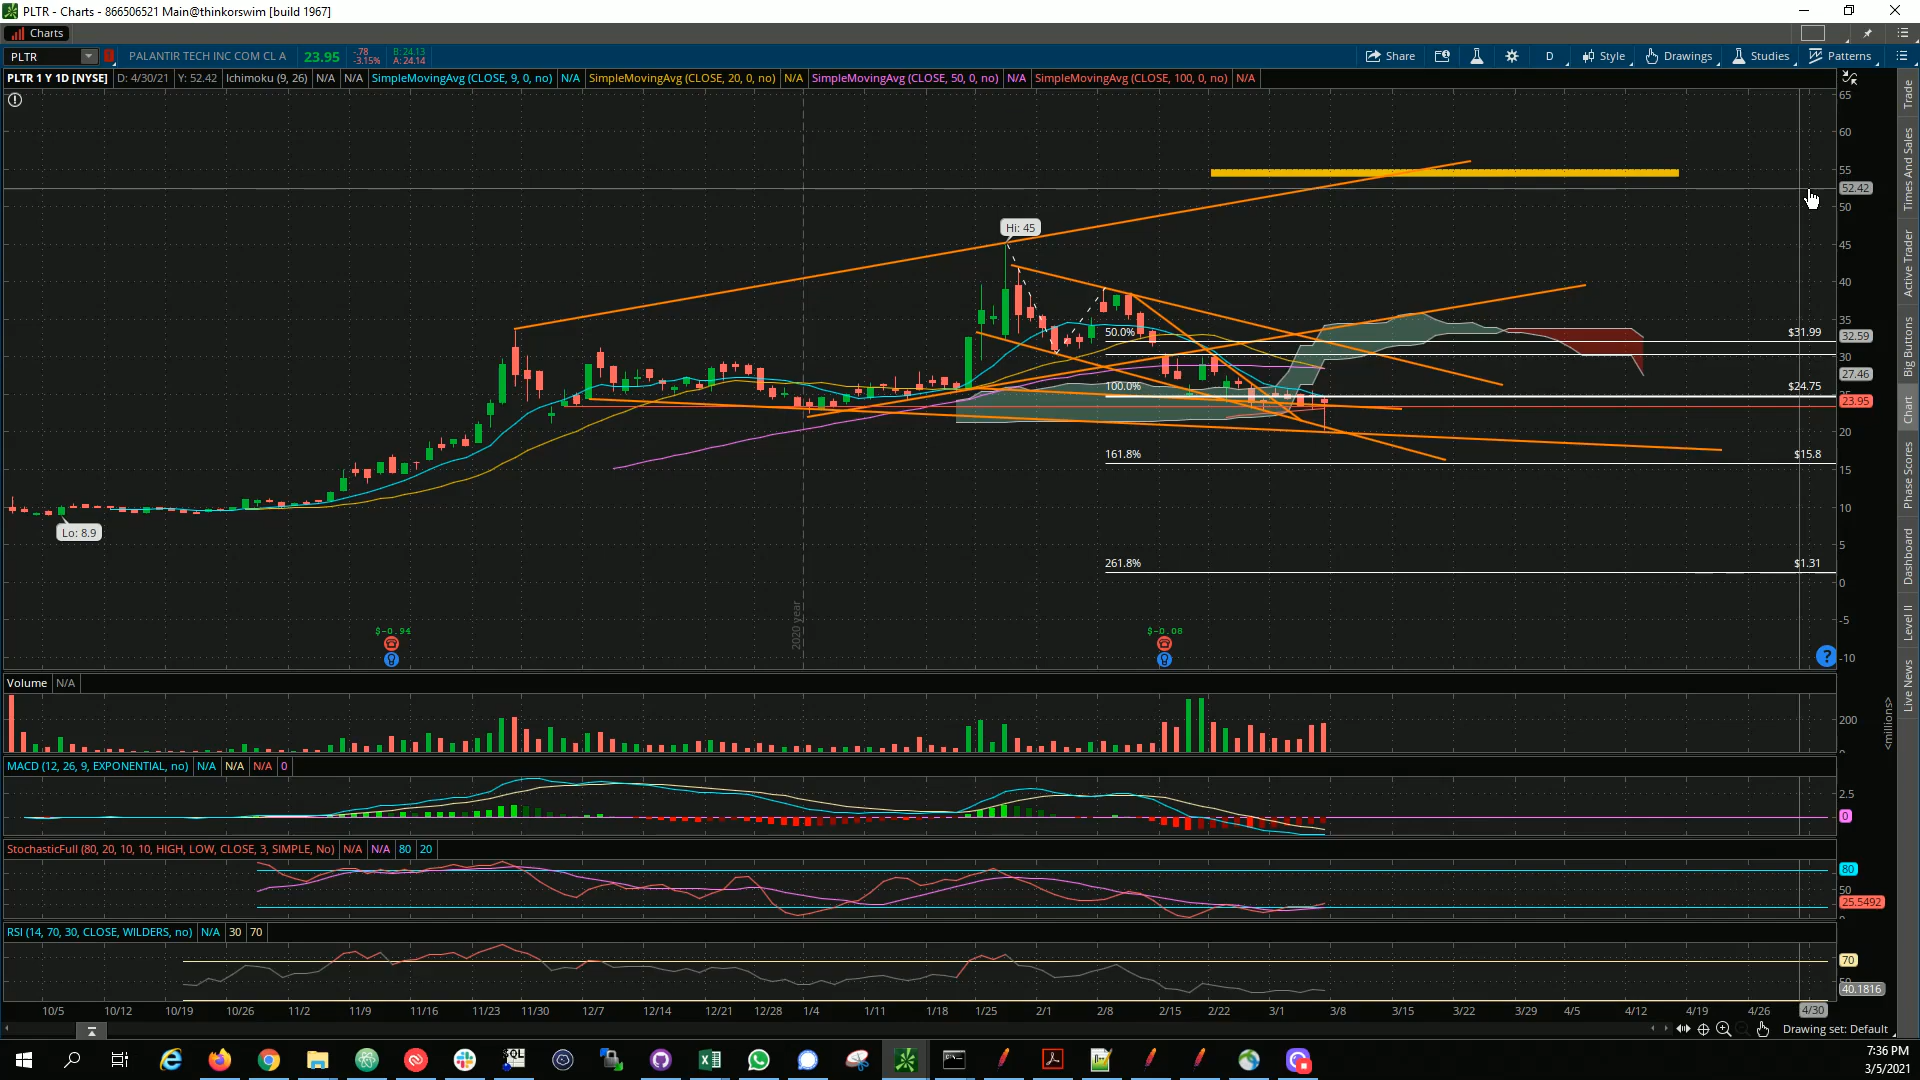 PLTR - Charts - 866506521 Main@thinkorswim [build 1967]
Charts
PLTR PALANTIR TECH INC COM CL A 23.95 -.78 -3.15% B: 24.13 A: 24.14 Share D Style Drawings Studies Patterns
PLTR 1 Y 1D [NYSE] D: 4/30/21 Y: 52.42 Ichimoku (9, 26) N/A N/A SimpleMovingAvg (CLOSE, 9, 0, no) N/A SimpleMovingAvg (CLOSE, 20, 0, no) N/A SimpleMovingAvg (CLOSE, 50, 0, no) N/A SimpleMovingAvg (CLOSE, 100, 0, no) N/A
65
60
55
52.42
50
Hi: 45
45
40
35
50.0% $31.99 32.59
30
27.46
100.0% $24.75
23.95
20
161.8% $15.8
15
10
Lo: 8.9
5
261.8% $1.31
0
-5
$-0.94 $-0.08
2020 year
-10
Trade
Times And Sales
Active Trader
Big Buttons
Chart
Phase Scores
Dashboard
Level II
Live News
Volume N/A
200
<millions>
MACD (12, 26, 9, EXPONENTIAL, no) N/A N/A N/A 0
2.5
0
StochasticFull (80, 20, 10, 10, HIGH, LOW, CLOSE, 3, SIMPLE, No) N/A N/A 80 20
80
50
25.5492
RSI (14, 70, 30, CLOSE, WILDERS, no) N/A 30 70
70
40.1816
10/5 10/12 10/19 10/26 11/2 11/9 11/16 11/23 11/30 12/7 12/14 12/21 12/28 1/4 1/11 1/18 1/25 2/1 2/8 2/15 2/22 3/1 3/8 3/15 3/22 3/29 4/5 4/12 4/19 4/26 4/30
Drawing set: Default
7:36 PM
3/5/2021